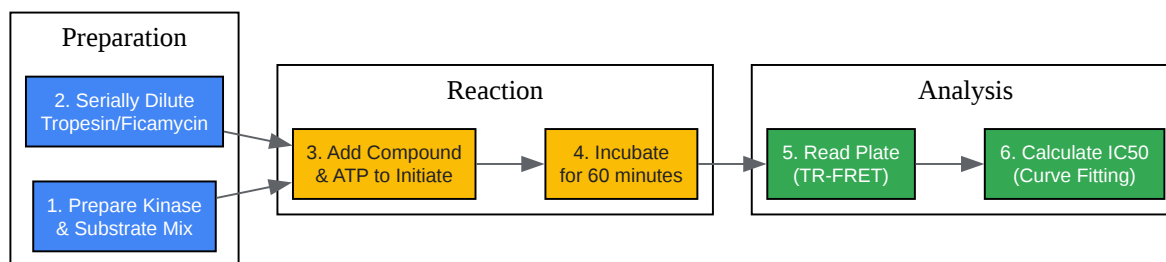 Preparation
2. Serially Dilute
Tropesin/Ficamycin
1. Prepare Kinase
& Substrate Mix
Reaction
3. Add Compound
& ATP to Initiate
4. Incubate
for 60 minutes
Analysis
5. Read Plate
(TR-FRET)
6. Calculate IC50
(Curve Fitting)